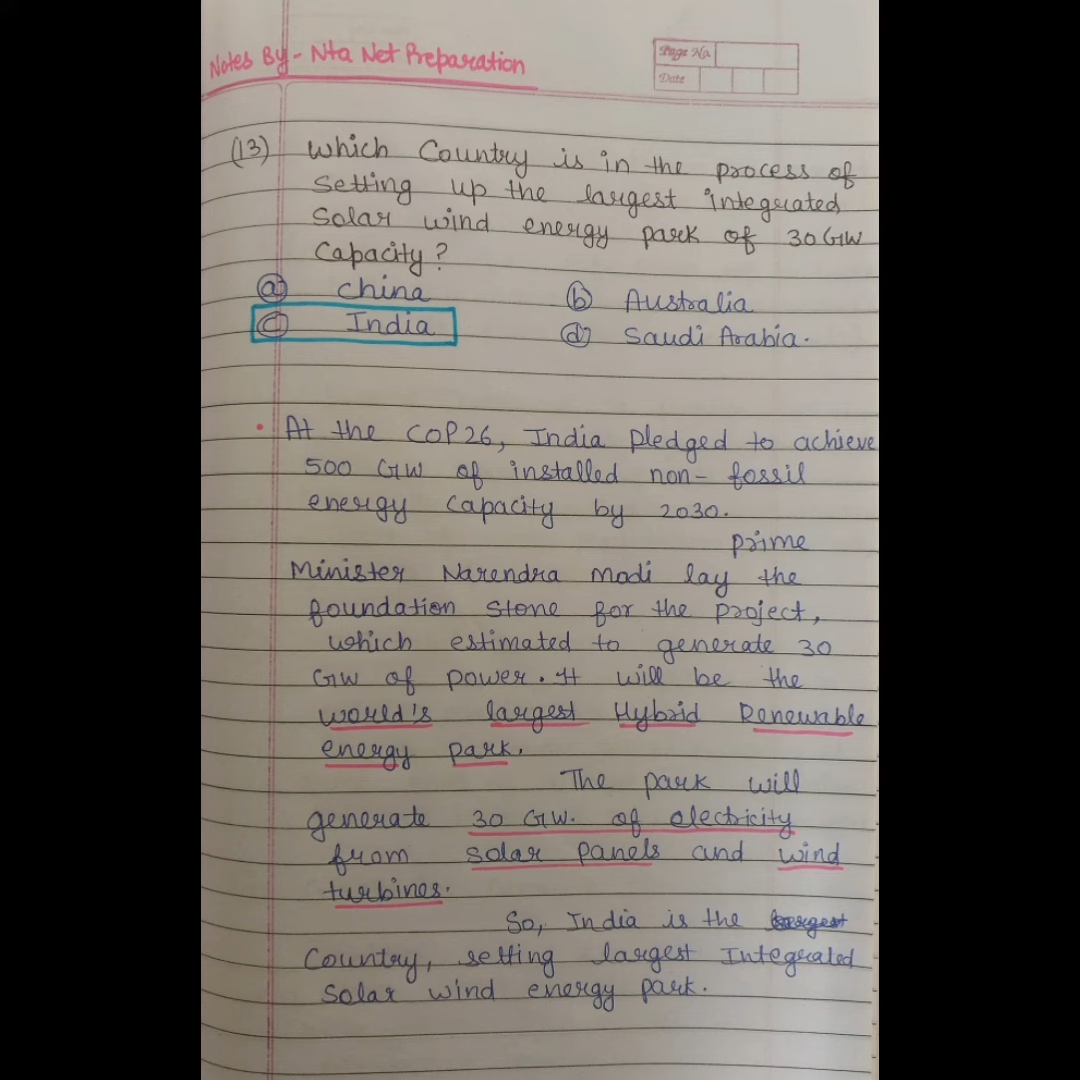 Notes By - Nta Net Preparation
Page No.
Date
(13) Which Country is in the process of
setting up the largest integrated
Solar wind energy park of 30 GW
Capacity?
(a) China (b) Australia
(c) India (d) Saudi Arabia.
• At the COP26, India pledged to achieve
500 GW of installed non-fossil
energy capacity by 2030.
prime
Minister Narendra Modi lay the
foundation stone for the project,
which estimated to generate 30
GW of power. It will be the
world's largest Hybrid Renewable
energy park.
The park will
generate 30 GW. of electricity
from solar panels and wind
turbines.
So, India is the largest
Country, setting largest Integrated
Solar wind energy park.